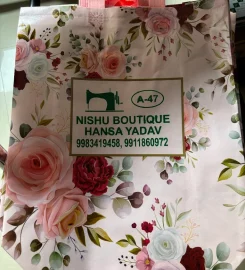 A-47
NISHU BOUTIQUE
HANSA YADAV
9983419458, 9911860972